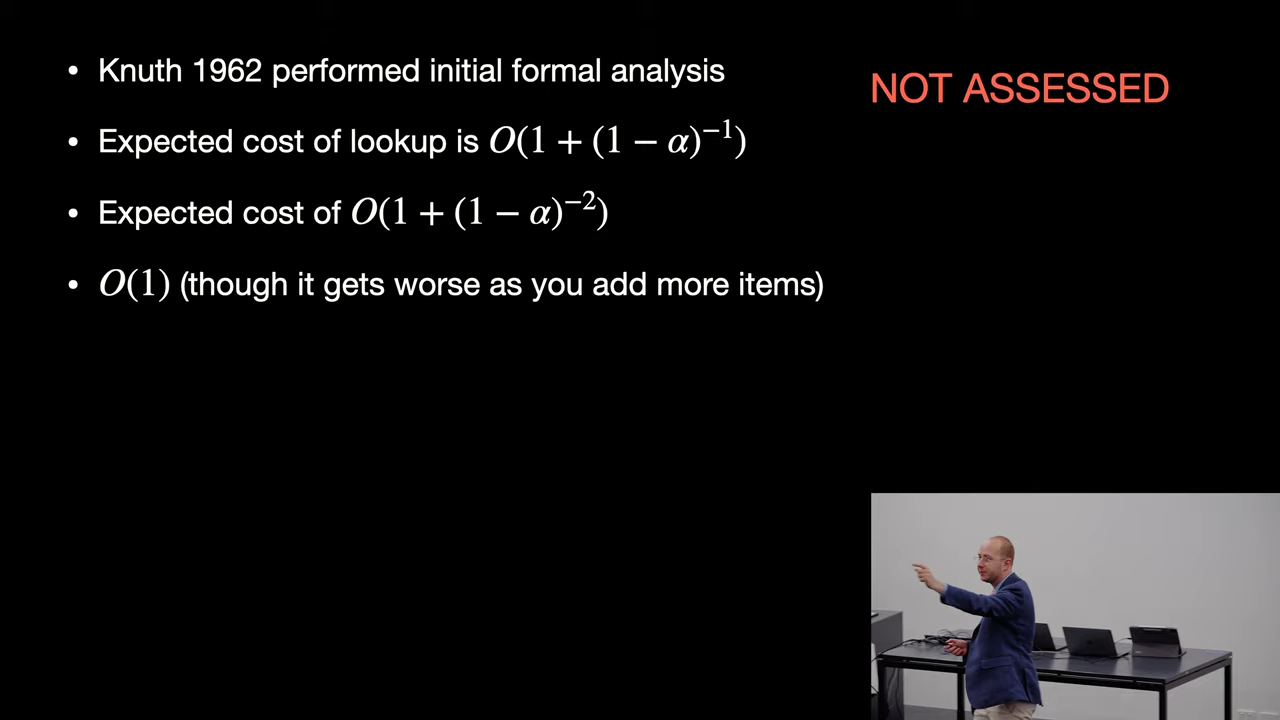 • Knuth 1962 performed initial formal analysis
NOT ASSESSED
• Expected cost of lookup is O(1 + (1 − α)⁻¹)
• Expected cost of O(1 + (1 − α)⁻²)
• O(1) (though it gets worse as you add more items)